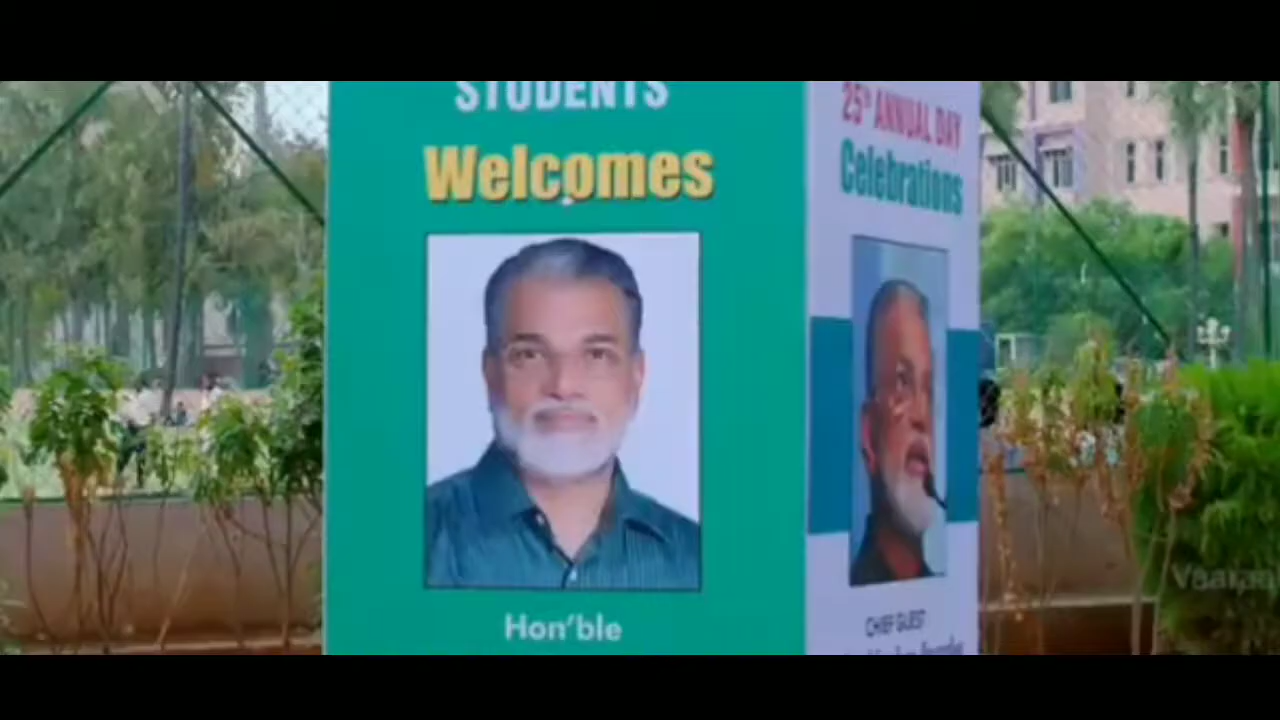 STUDENTS
Welcomes
Hon'ble
25th ANNUAL DAY
Celebrations
CHIEF GUEST